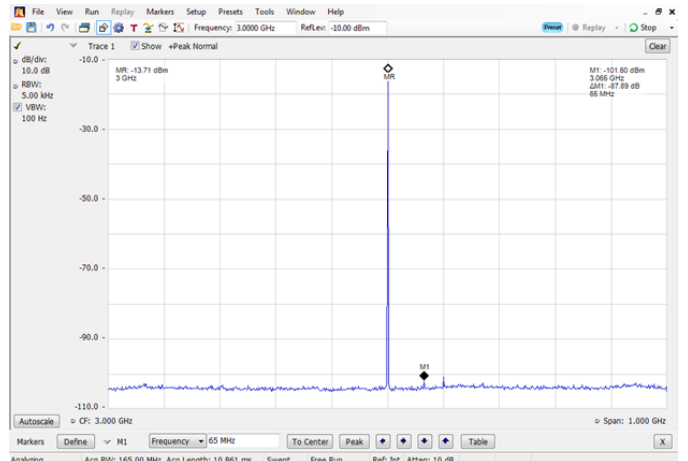 File View Run Replay Markers Setup Presets Tools Window Help
T Frequency: 3.0000 GHz RefLev: -10.00 dBm Preset Replay Stop
Trace 1 Show +Peak Normal Clear
dB/div:
10.0 dB
RBW:
5.00 kHz
VBW:
100 Hz
-10.0
MR: -13.71 dBm
3 GHz
MR
M1: -101.60 dBm
3.065 GHz
ΔM1: -87.89 dB
65 MHz
-30.0
-50.0
-70.0
-90.0
M1
-110.0
Autoscale CF: 3.000 GHz Span: 1.000 GHz
Markers Define M1 Frequency 65 MHz To Center Peak Table X
Analyzing Acq BW: 165.00 MHz, Acq Length: 10.861 ms Swept Free Run Ref: Int Atten: 10 dB